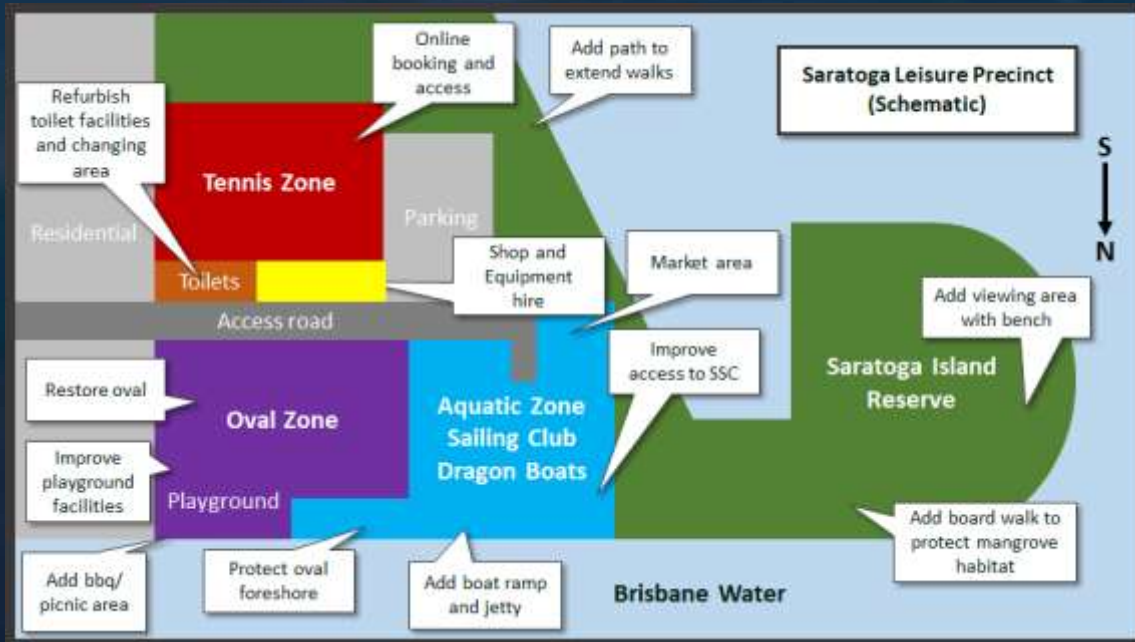 Online
booking and
access
Add path to
extend walks
Saratoga Leisure Precinct
(Schematic)
Refurbish
toilet facilities
and changing
area
S
N
Tennis Zone
Residential
Parking
Toilets
Shop and
Equipment
hire
Market area
Add viewing area
with bench
Access road
Improve
access to SSC
Saratoga Island
Reserve
Restore oval
Oval Zone
Aquatic Zone
Sailing Club
Dragon Boats
Improve
playground
facilities
Playground
Add bbq/
picnic area
Protect oval
foreshore
Add boat ramp
and jetty
Add board walk to
protect mangrove
habitat
Brisbane Water